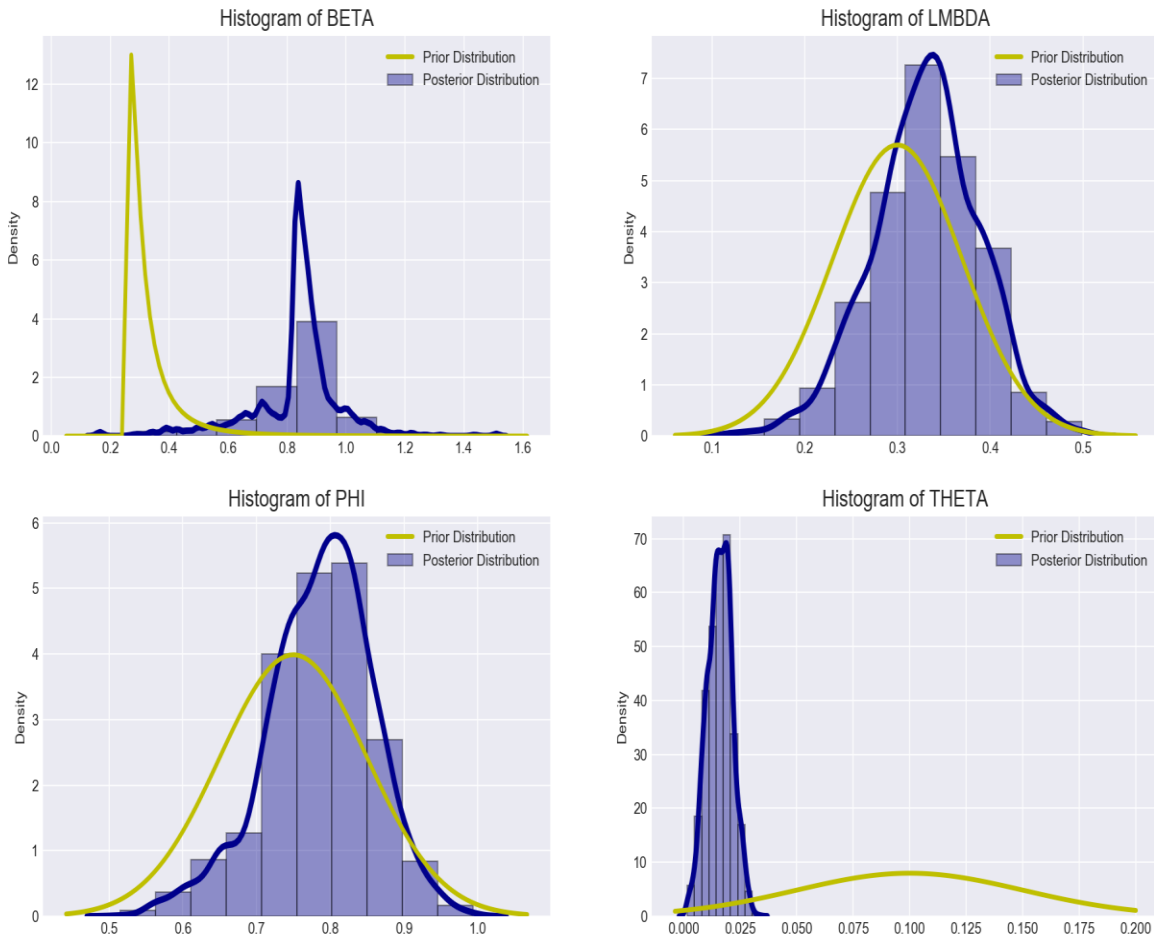 Histogram of BETA
Prior Distribution
Posterior Distribution
Density
12
10
8
6
4
2
0
0.0 0.2 0.4 0.6 0.8 1.0 1.2 1.4 1.6
Histogram of LMBDA
Prior Distribution
Posterior Distribution
Density
7
6
5
4
3
2
1
0
0.1 0.2 0.3 0.4 0.5
Histogram of PHI
Prior Distribution
Posterior Distribution
Density
6
5
4
3
2
1
0
0.5 0.6 0.7 0.8 0.9 1.0
Histogram of THETA
Prior Distribution
Posterior Distribution
Density
70
60
50
40
30
20
10
0
0.000 0.025 0.050 0.075 0.100 0.125 0.150 0.175 0.200